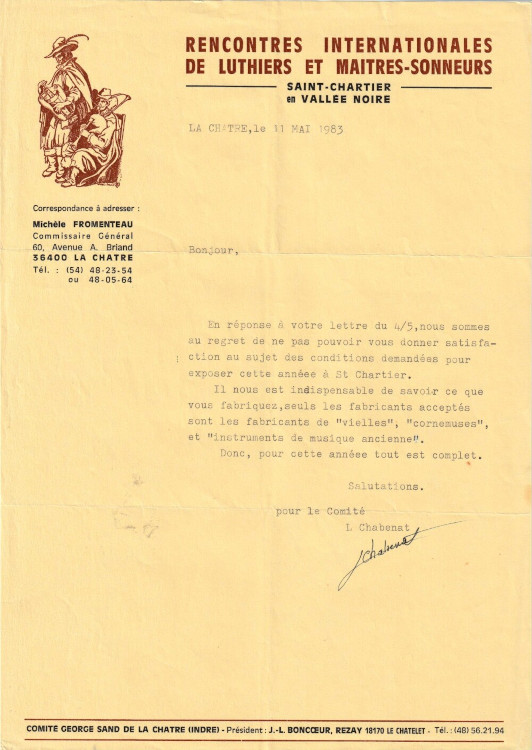 RENCONTRES INTERNATIONALES
DE LUTHIERS ET MAITRES-SONNEURS
SAINT-CHARTIER
en VALLÉE NOIRE
LA CHATRE,le 11 MAI 1983
Correspondance à adresser :
Michèle FROMENTEAU
Commissaire Général
60, Avenue A. Briand
36400 LA CHATRE
Tél. : (54) 48-23-54
ou 48-05-64
Bonjour,
En réponse à votre lettre du 4/5,nous sommes
au regret de ne pas pouvoir vous donner satisfa-
ction au sujet des conditions demandées pour
exposer cette annéee à St Chartier.
Il nous est indispensable de savoir ce que
vous fabriquez,seuls les fabricants acceptés
sont les fabricants de "vielles", "cornemuses",
et "instruments de musique ancienne".
Donc, pour cette annéee tout est complet.
Salutations.
pour le Comité
L Chabenat
Chabenat
COMITÉ GEORGE SAND DE LA CHATRE (INDRE) - Président : J.-L. BONCŒUR, REZAY 18170 LE CHATELET - Tél. : (48) 56.21.94